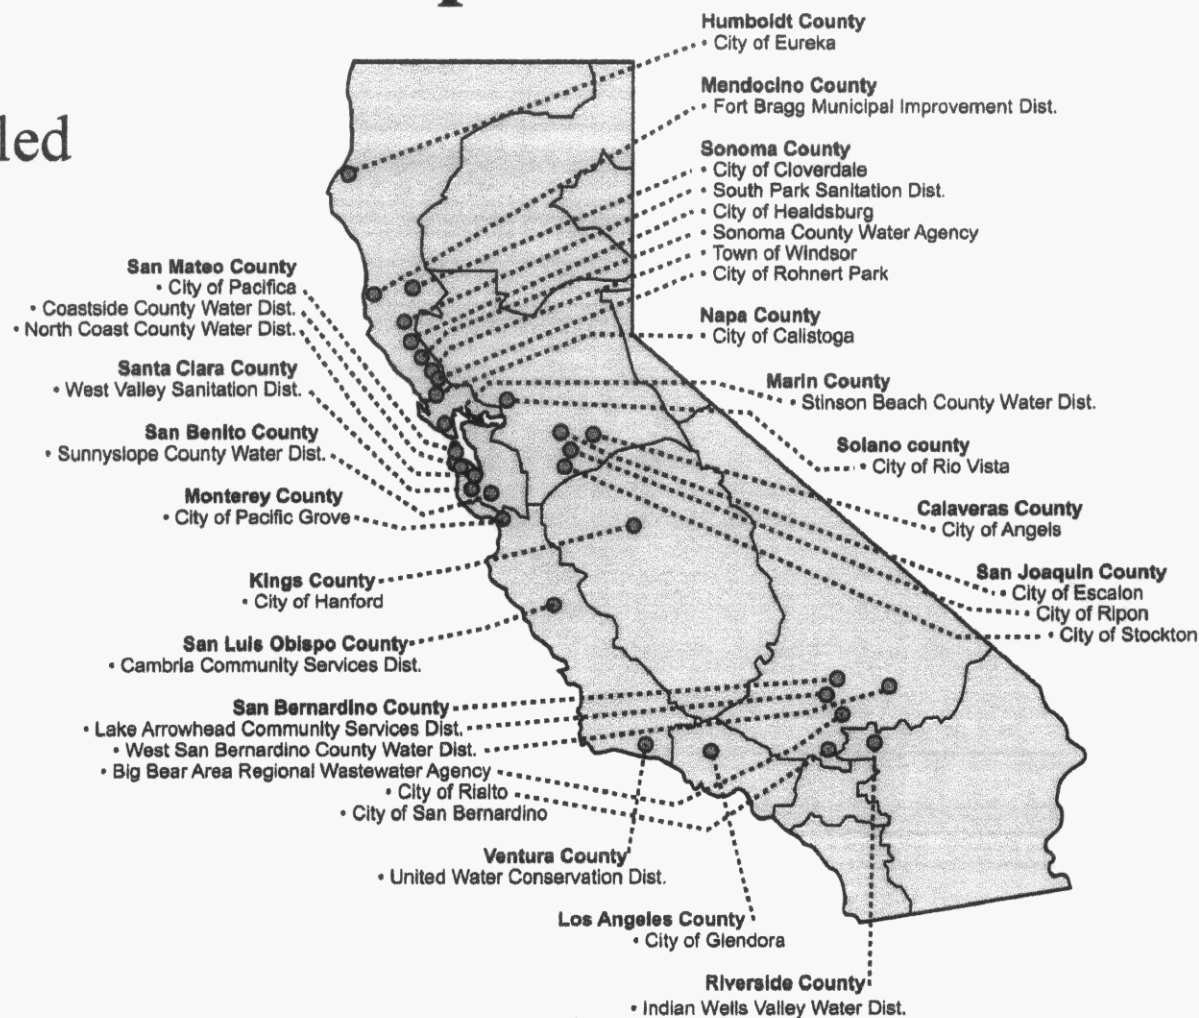 led
Humboldt County
• City of Eureka
Mendocino County
• Fort Bragg Municipal Improvement Dist.
Sonoma County
• City of Cloverdale
• South Park Sanitation Dist.
• City of Healdsburg
• Sonoma County Water Agency
• Town of Windsor
• City of Rohnert Park
Napa County
• City of Calistoga
Marin County
• Stinson Beach County Water Dist.
Solano county
• City of Rio Vista
Calaveras County
• City of Angels
San Joaquin County
• City of Escalon
• City of Ripon
• City of Stockton
San Mateo County
• City of Pacifica
• Coastside County Water Dist.
• North Coast County Water Dist.
Santa Clara County
• West Valley Sanitation Dist.
San Benito County
• Sunnyslope County Water Dist.
Monterey County
• City of Pacific Grove
Kings County
• City of Hanford
San Luis Obispo County
• Cambria Community Services Dist.
San Bernardino County
• Lake Arrowhead Community Services Dist.
• West San Bernardino County Water Dist.
• Big Bear Area Regional Wastewater Agency
• City of Rialto
• City of San Bernardino
Ventura County
• United Water Conservation Dist.
Los Angeles County
• City of Glendora
Riverside County
• Indian Wells Valley Water Dist.